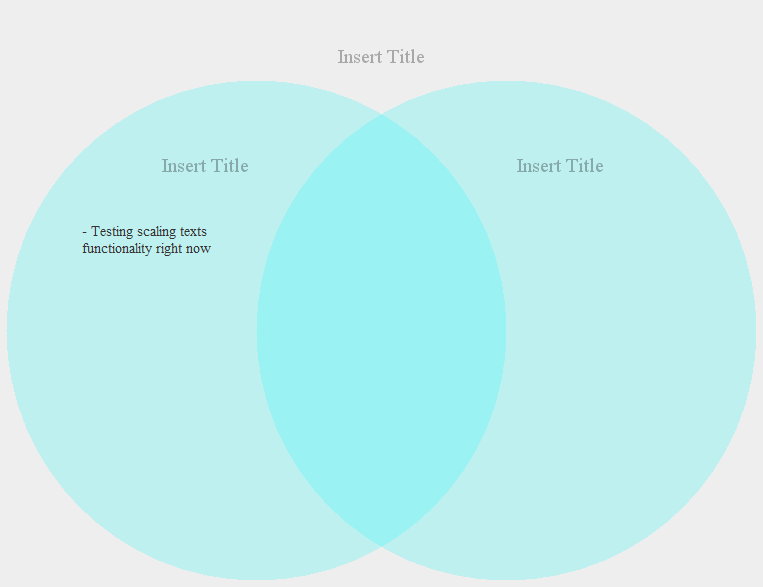 Insert Title
Insert Title
Insert Title
- Testing scaling texts
functionality right now